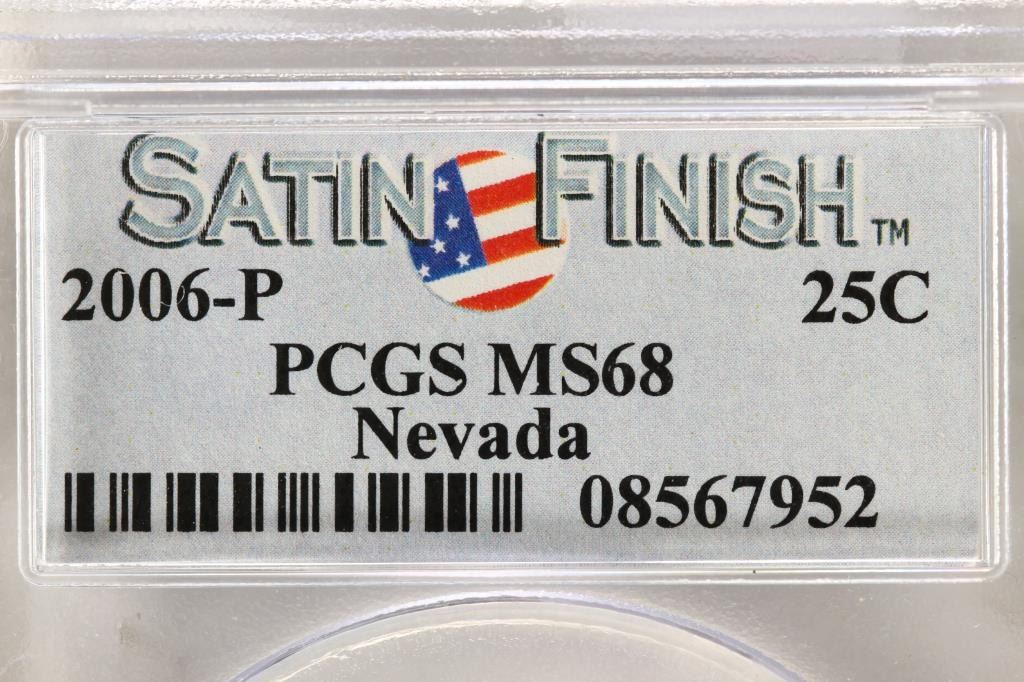 SATIN FINISH™
2006-P 25C
PCGS MS68
Nevada
08567952